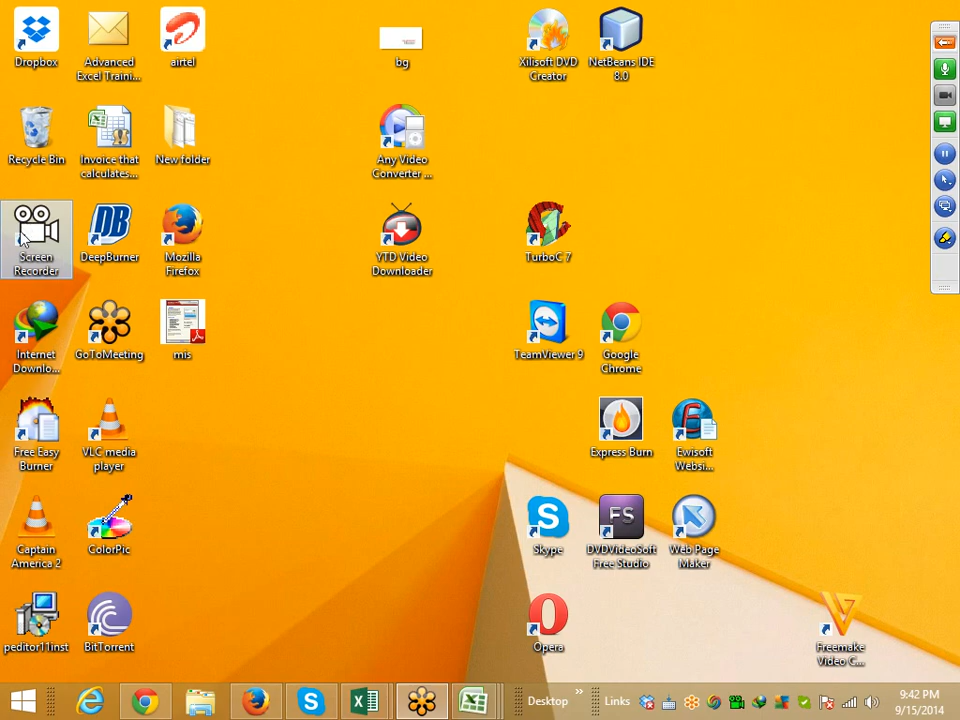 Dropbox
Advanced
Excel Traini...
airtel
bg
Xilisoft DVD
Creator
NetBeans IDE
8.0
Recycle Bin
Invoice that
calculates...
New folder
Any Video
Converter ...
Screen
Recorder
DB
DeepBurner
Mozilla
Firefox
YTD Video
Downloader
TurboC 7
Internet
Downlo...
GoToMeeting
mis
TeamViewer 9
Google
Chrome
Free Easy
Burner
VLC media
player
Express Burn
Ewisoft
Websi...
Captain
America 2
ColorPic
Skype
FS
DVDVideoSoft
Free Studio
Web Page
Maker
peditor11inst
BitTorrent
Opera
Freemake
Video C...
Desktop
»
Links
9:42 PM
9/15/2014